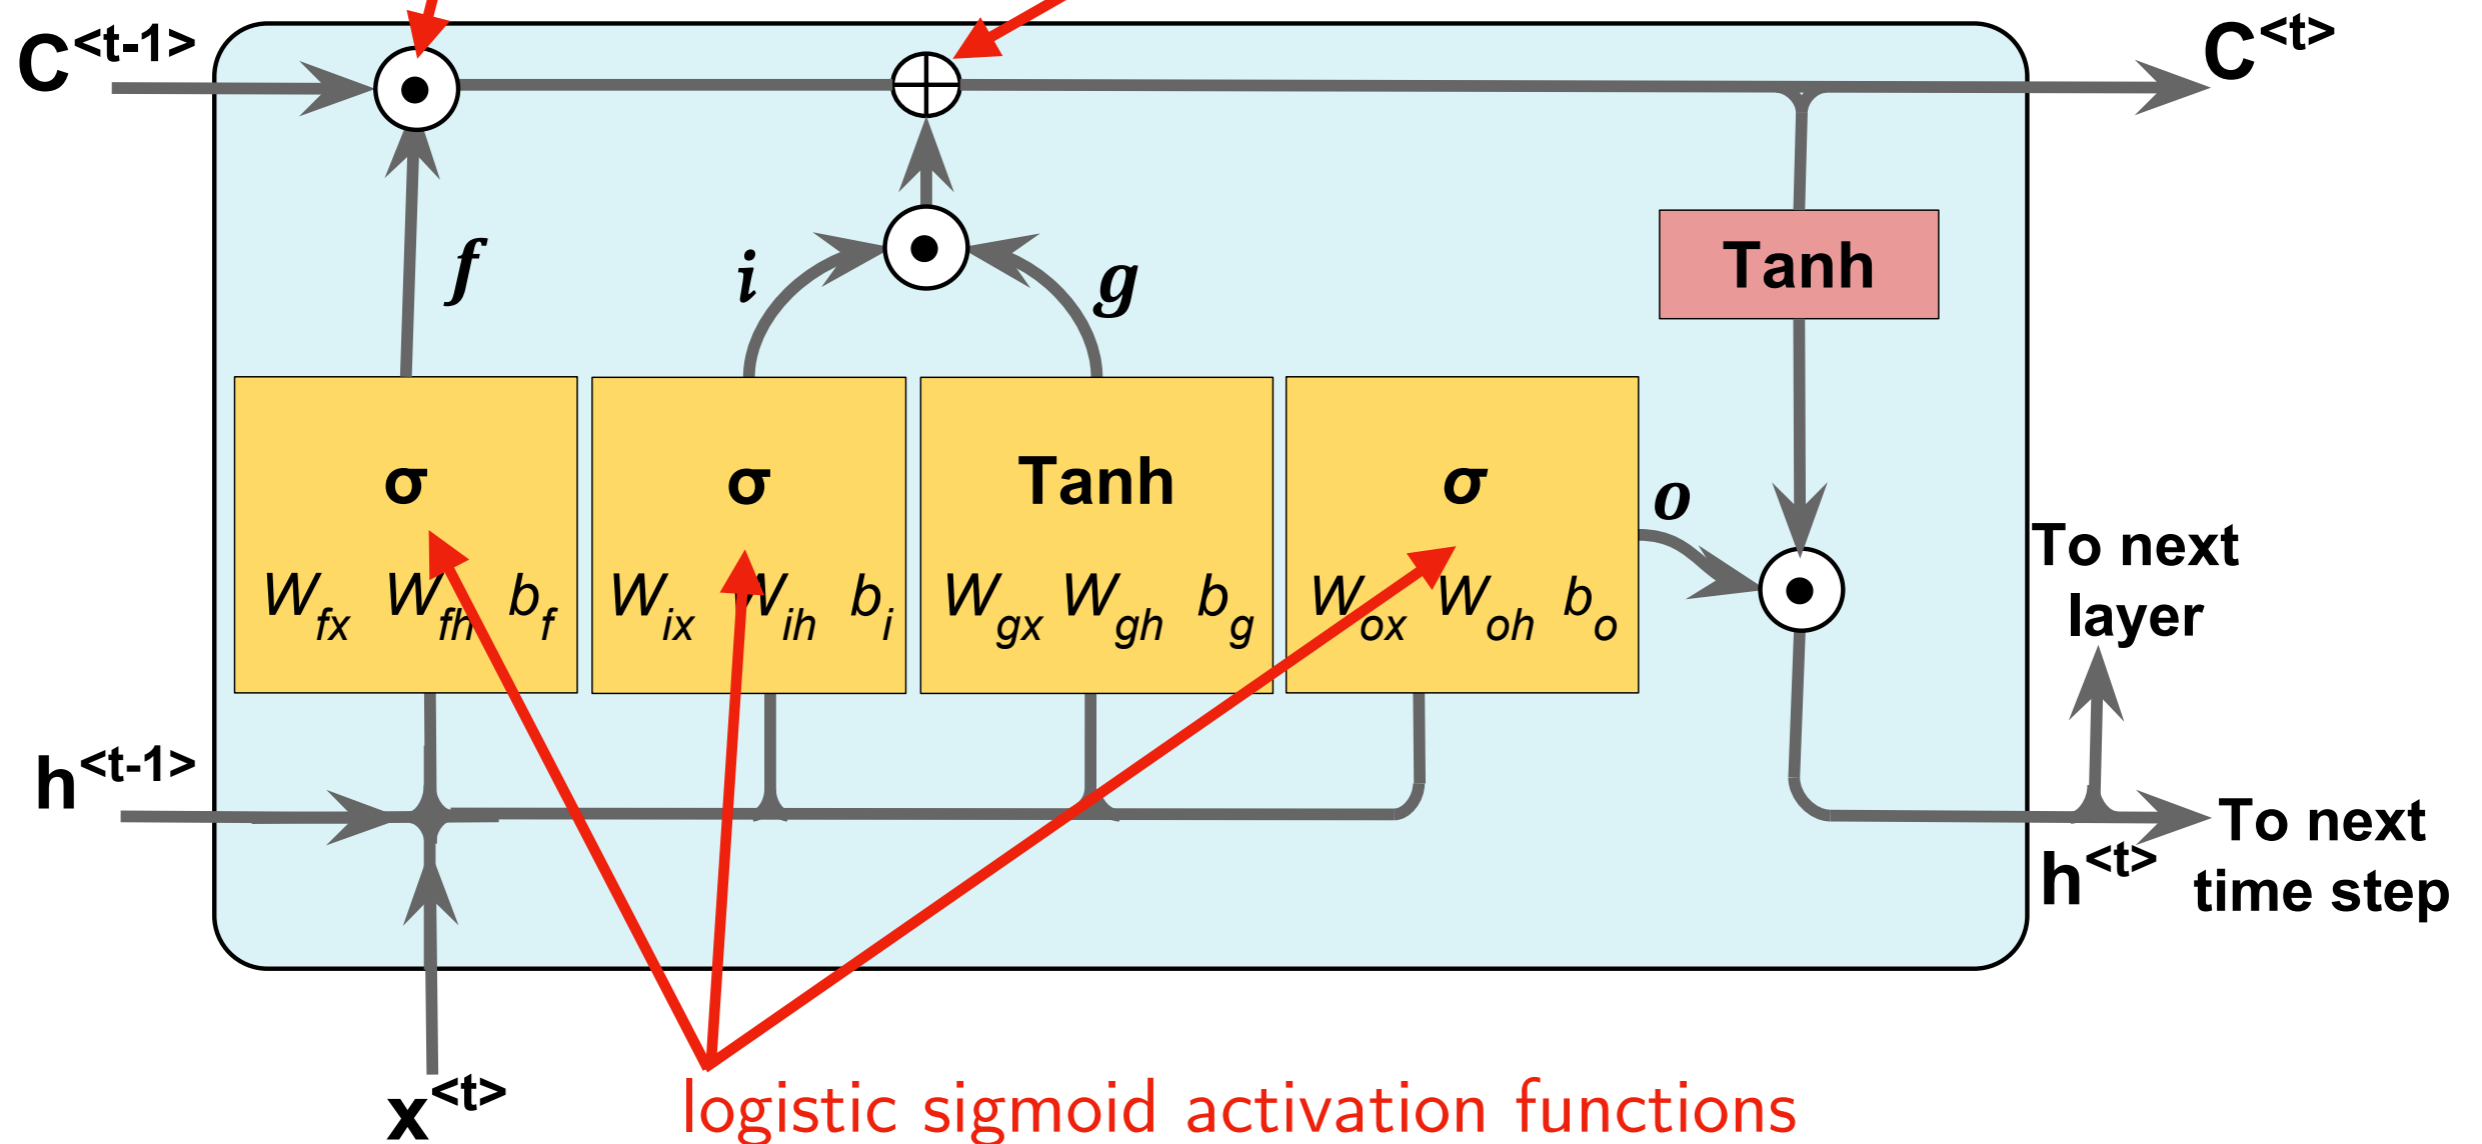 C<t-1>
C<t>
f
i
g
Tanh
σ
σ
Tanh
σ
o
W_fx W_fh b_f
W_ix W_ih b_i
W_gx W_gh b_g
W_ox W_oh b_o
To next
layer
h<t-1>
To next
time step
h<t>
x<t>
logistic sigmoid activation functions